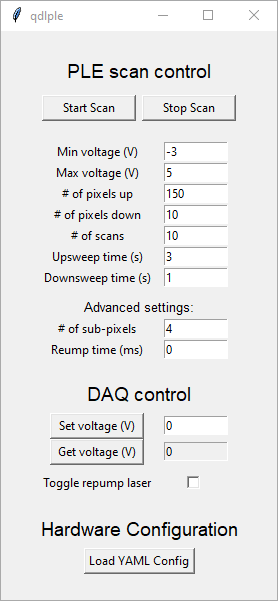 qdlple
PLE scan control
Start Scan Stop Scan
Min voltage (V) -3
Max voltage (V) 5
# of pixels up 150
# of pixels down 10
# of scans 10
Upsweep time (s) 3
Downsweep time (s) 1
Advanced settings:
# of sub-pixels 4
Reump time (ms) 0
DAQ control
Set voltage (V) 0
Get voltage (V) 0
Toggle repump laser
Hardware Configuration
Load YAML Config